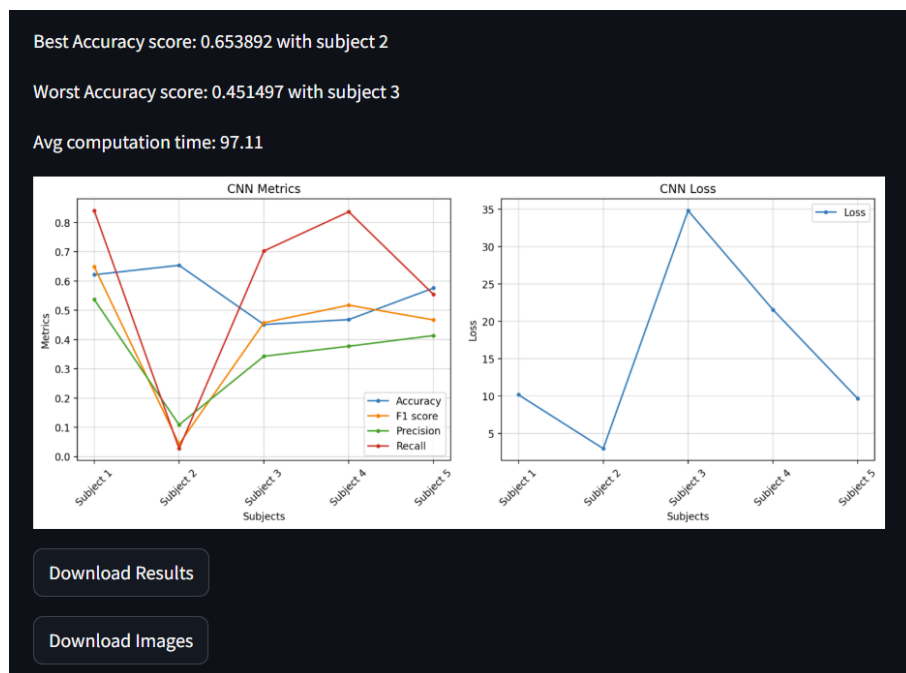 Best Accuracy score: 0.653892 with subject 2
Worst Accuracy score: 0.451497 with subject 3
Avg computation time: 97.11
CNN Metrics
Metrics
0.8
0.7
0.6
0.5
0.4
0.3
0.2
0.1
0.0
Accuracy
F1 score
Precision
Recall
Subject 1
Subject 2
Subject 3
Subject 4
Subject 5
Subjects
CNN Loss
Loss
35
30
25
20
15
10
5
Loss
Subject 1
Subject 2
Subject 3
Subject 4
Subject 5
Subjects
Download Results
Download Images